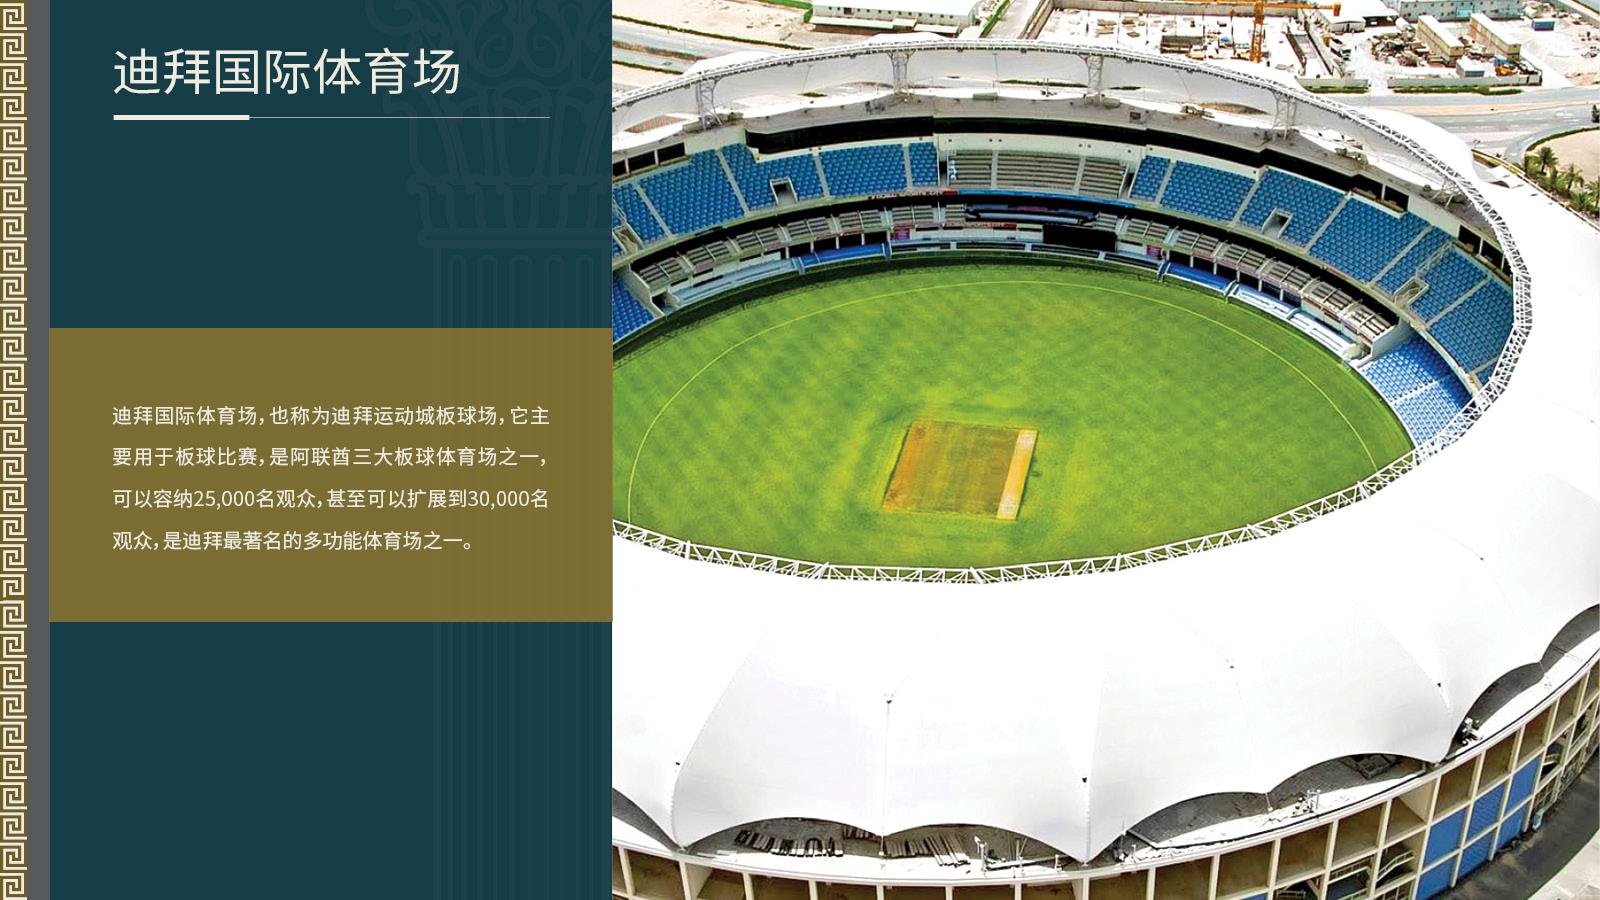 迪拜国际体育场
迪拜国际体育场，也称为迪拜运动城板球场，它主
要用于板球比赛，是阿联酋三大板球体育场之一，
可以容纳25,000名观众，甚至可以扩展到30,000名
观众，是迪拜最著名的多功能体育场之一。